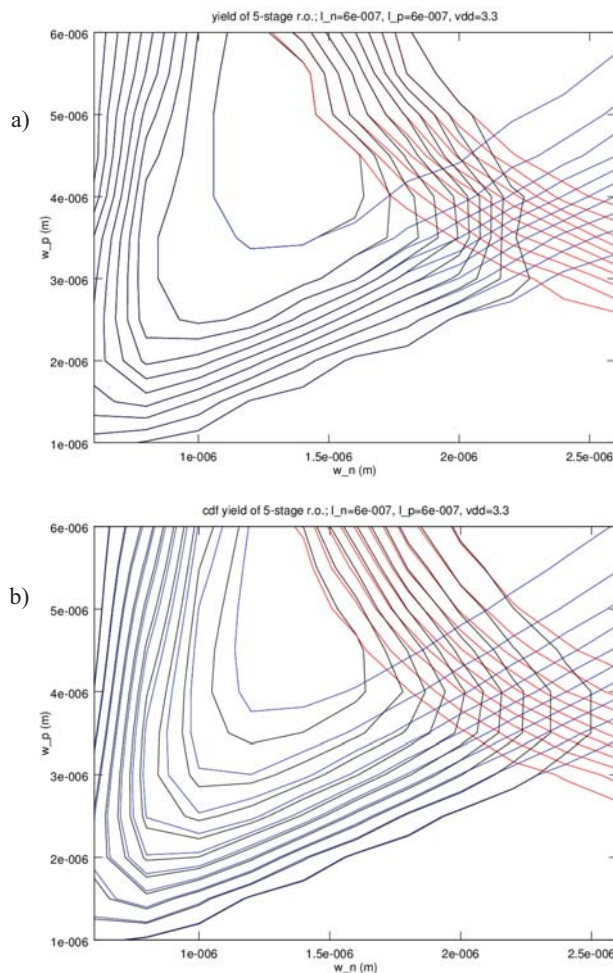 yield of 5-stage r.o.; l_n=6e-007, l_p=6e-007, vdd=3.3
a)
6e-006
5e-006
4e-006
3e-006
2e-006
1e-006
w_p (m)
1e-006
1.5e-006
2e-006
2.5e-006
w_n (m)
cdf yield of 5-stage r.o.; l_n=6e-007, l_p=6e-007, vdd=3.3
b)
6e-006
5e-006
4e-006
3e-006
2e-006
1e-006
w_p (m)
1e-006
1.5e-006
2e-006
2.5e-006
w_n (m)